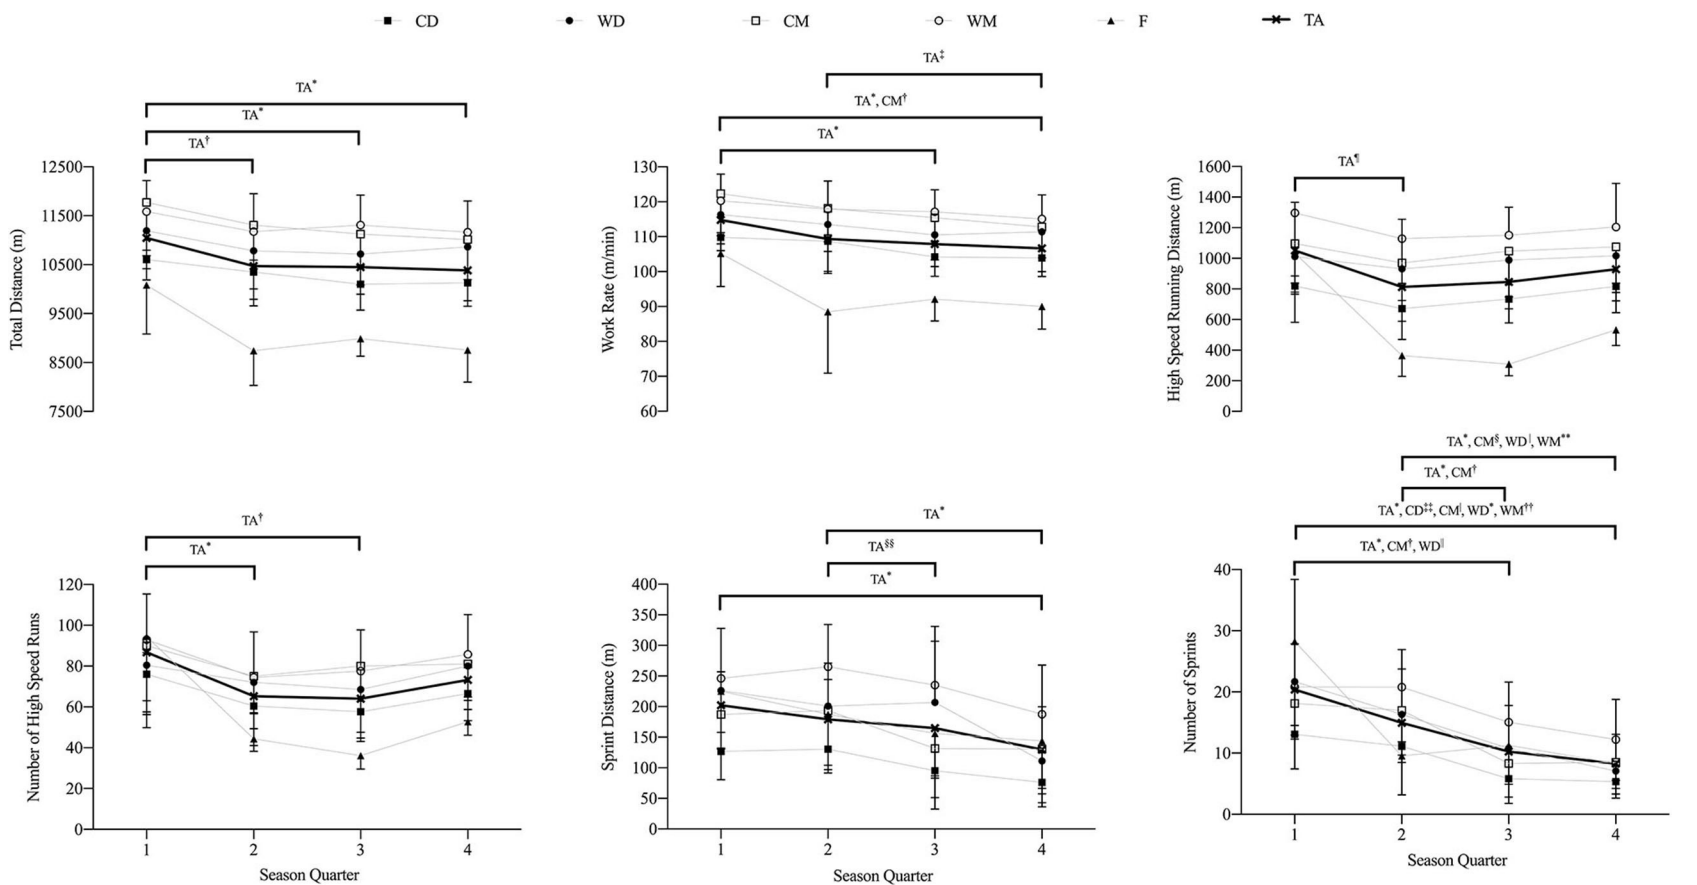 CD WD CM WM F TA
TA*
TA*
TA†
12500
11500
10500
9500
8500
7500
Total Distance (m)
TA‡
TA*, CM†
TA*
130
120
110
100
90
80
70
60
Work Rate (m/min)
TA¶
1600
1400
1200
1000
800
600
400
200
0
High Speed Running Distance (m)
TA†
TA*
120
100
80
60
40
20
0
Number of High Speed Runs
1 2 3 4
Season Quarter
TA*
TA§§
TA*
400
350
300
250
200
150
100
50
0
Sprint Distance (m)
1 2 3 4
Season Quarter
TA*, CM§, WD|, WM**
TA*, CM†
TA*, CD‡‡, CM|, WD*, WM††
TA*, CM†, WD||
40
30
20
10
0
Number of Sprints
1 2 3 4
Season Quarter